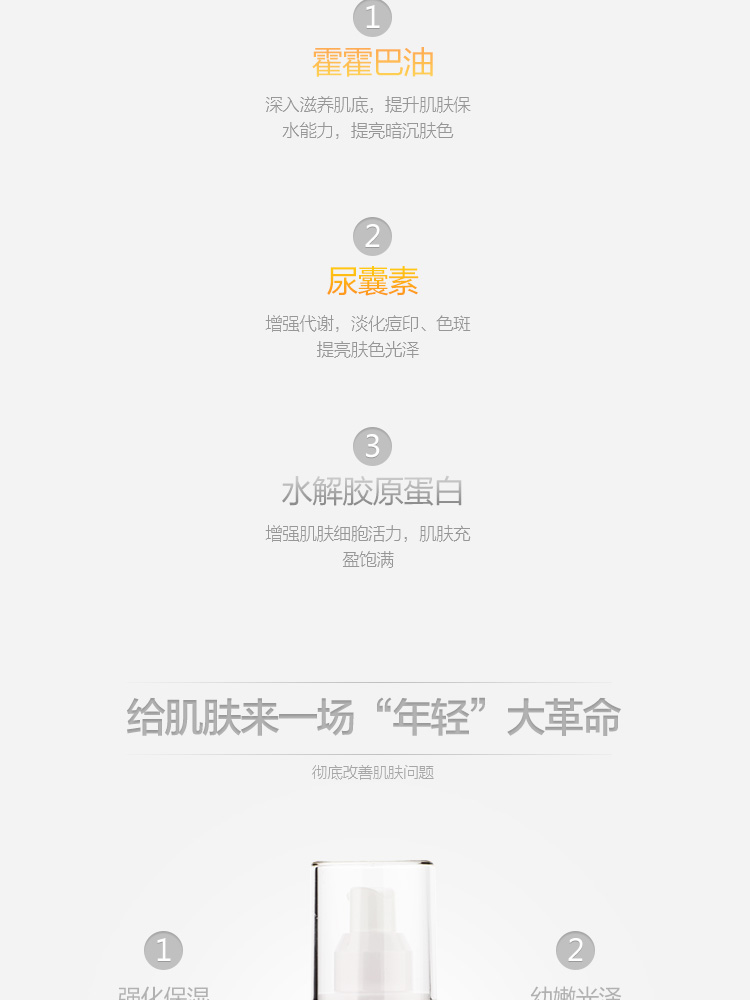 1
霍霍巴油
深入滋养肌底，提升肌肤保
水能力，提亮暗沉肤色
2
尿囊素
增强代谢，淡化痘印、色斑
提亮肤色光泽
3
水解胶原蛋白
增强肌肤细胞活力，肌肤充
盈饱满
给肌肤来一场“年轻”大革命
彻底改善肌肤问题
1
2
强化保湿
幼嫩光泽